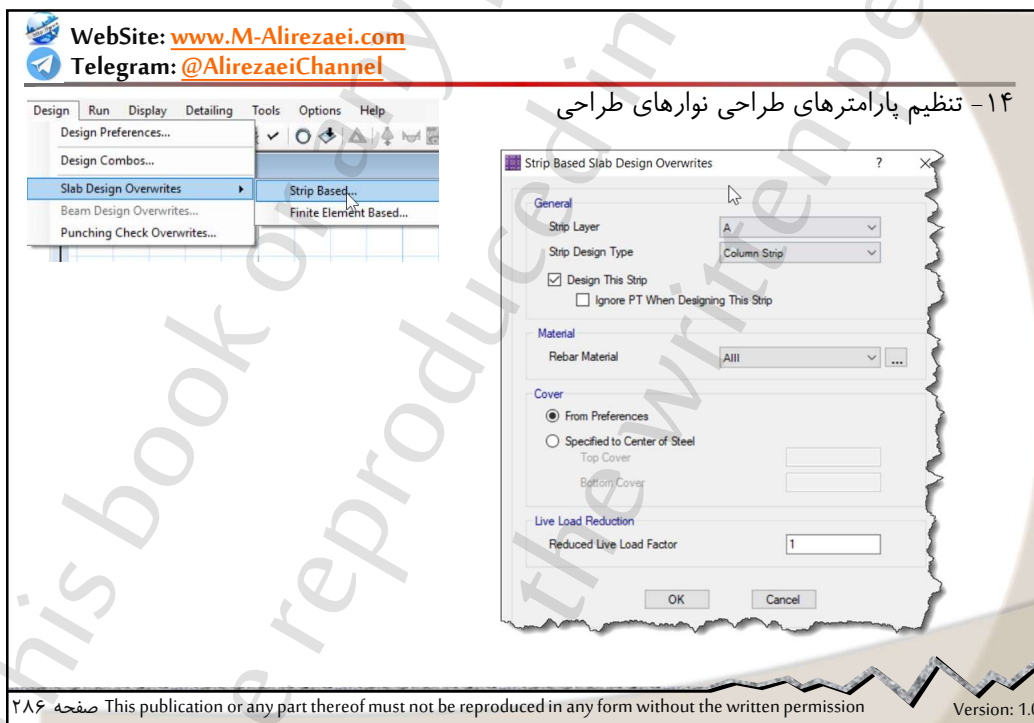 WebSite: www.M-Alirezaei.com
Telegram: @AlirezaeiChannel
۱۴- تنظیم پارامترهای طراحی نوارهای طراحی
Design Run Display Detailing Tools Options Help
Design Preferences...
Design Combos...
Slab Design Overwrites
Beam Design Overwrites...
Punching Check Overwrites...
Strip Based...
Finite Element Based...
Strip Based Slab Design Overwrites ? ×
General
Strip Layer A
Strip Design Type Column Strip
Design This Strip
Ignore PT When Designing This Strip
Material
Rebar Material AIII ...
Cover
From Preferences
Specified to Center of Steel
Top Cover
Bottom Cover
Live Load Reduction
Reduced Live Load Factor 1
OK Cancel
صفحه ۲۸۶ This publication or any part thereof must not be reproduced in any form without the written permission
Version: 1.0